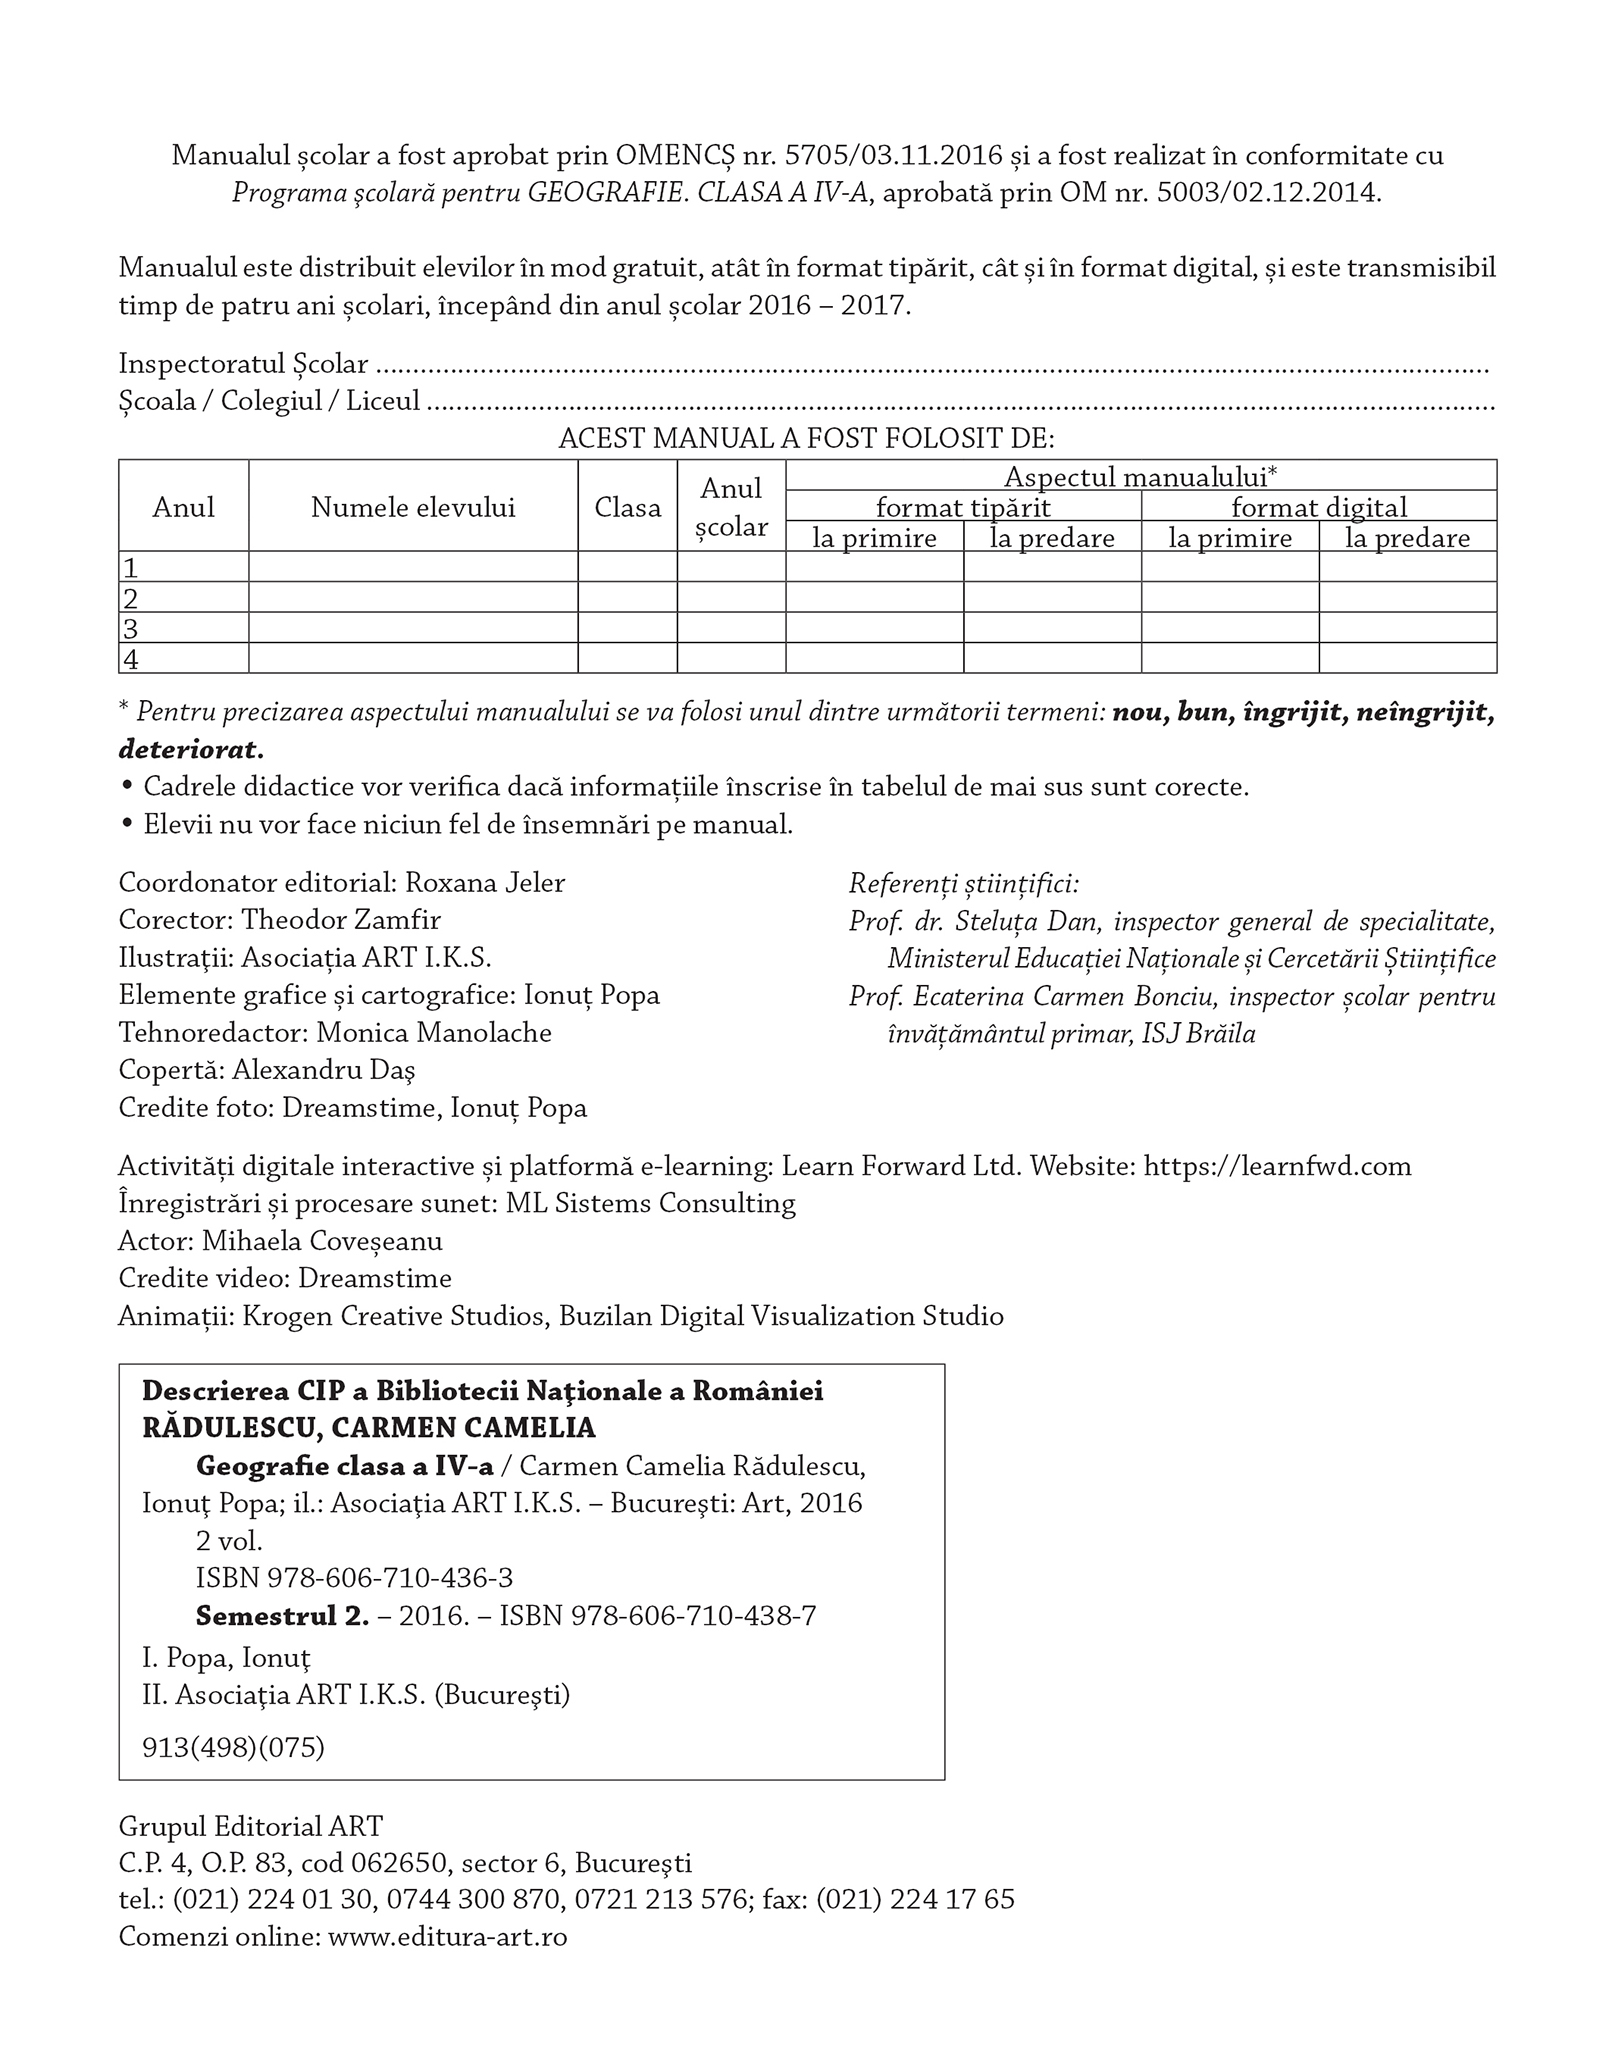 Manualul școlar a fost aprobat prin OMENCȘ nr. 5705/03.11.2016 și a fost realizat în conformitate cu
Programa şcolară pentru GEOGRAFIE. CLASA A IV-A, aprobată prin OM nr. 5003/02.12.2014.
Manualul este distribuit elevilor în mod gratuit, atât în format tipărit, cât și în format digital, și este transmisibil
timp de patru ani școlari, începând din anul școlar 2016 – 2017.
Inspectoratul Școlar ..........................................................................................................................................................
Școala / Colegiul / Liceul ....................................................................................................................................................
ACEST MANUAL A FOST FOLOSIT DE:
Anul Numele elevului Clasa Anul școlar Aspectul manualului*
format tipărit format digital
la primire la predare la primire la predare
1
2
3
4
* Pentru precizarea aspectului manualului se va folosi unul dintre următorii termeni: nou, bun, îngrijit, neîngrijit,
deteriorat.
• Cadrele didactice vor verifica dacă informațiile înscrise în tabelul de mai sus sunt corecte.
• Elevii nu vor face niciun fel de însemnări pe manual.
Coordonator editorial: Roxana Jeler
Corector: Theodor Zamfir
Ilustraţii: Asociația ART I.K.S.
Elemente grafice și cartografice: Ionuț Popa
Tehnoredactor: Monica Manolache
Copertă: Alexandru Daş
Credite foto: Dreamstime, Ionuț Popa
Referenți științifici:
Prof. dr. Steluța Dan, inspector general de specialitate,
Ministerul Educației Naționale și Cercetării Științifice
Prof. Ecaterina Carmen Bonciu, inspector școlar pentru
învățământul primar, ISJ Brăila
Activități digitale interactive și platformă e-learning: Learn Forward Ltd. Website: https://learnfwd.com
Înregistrări și procesare sunet: ML Sistems Consulting
Actor: Mihaela Coveșeanu
Credite video: Dreamstime
Animații: Krogen Creative Studios, Buzilan Digital Visualization Studio
Descrierea CIP a Bibliotecii Naţionale a României
RĂDULESCU, CARMEN CAMELIA
Geografie clasa a IV-a / Carmen Camelia Rădulescu,
Ionuţ Popa; il.: Asociaţia ART I.K.S. – Bucureşti: Art, 2016
2 vol.
ISBN 978-606-710-436-3
Semestrul 2. – 2016. – ISBN 978-606-710-438-7
I. Popa, Ionuţ
II. Asociaţia ART I.K.S. (Bucureşti)
913(498)(075)
Grupul Editorial ART
C.P. 4, O.P. 83, cod 062650, sector 6, Bucureşti
tel.: (021) 224 01 30, 0744 300 870, 0721 213 576; fax: (021) 224 17 65
Comenzi online: www.editura-art.ro